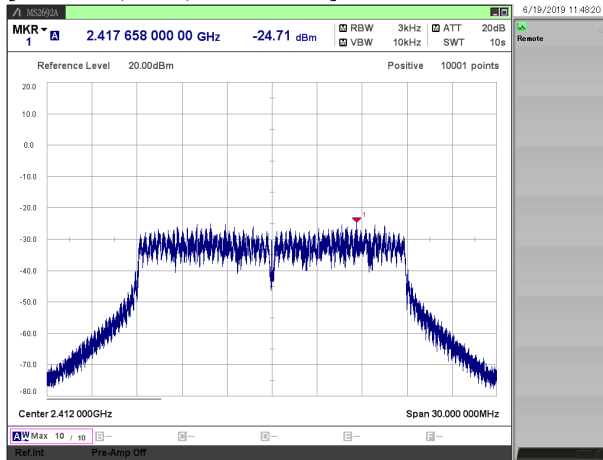 MS2692A
6/19/2019 11:48:20
MKR 1 A 2.417 658 000 00 GHz -24.71 dBm
M RBW 3kHz M ATT 20dB
M VBW 10kHz SWT 10s
Remote
Reference Level 20.00dBm Positive 10001 points
20.0
10.0
0.0
-10.0
-20.0
1
-30.0
-40.0
-50.0
-60.0
-70.0
-80.0
Center 2.412 000GHz Span 30.000 000MHz
A W Max 10 / 10 B - C - D - E - F -
Ref.Int Pre-Amp Off